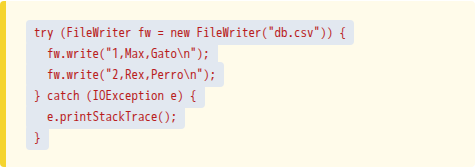 try (FileWriter fw = new FileWriter("db.csv")) {
  fw.write("1,Max,Gato\n");
  fw.write("2,Rex,Perro\n");
} catch (IOException e) {
  e.printStackTrace();
}